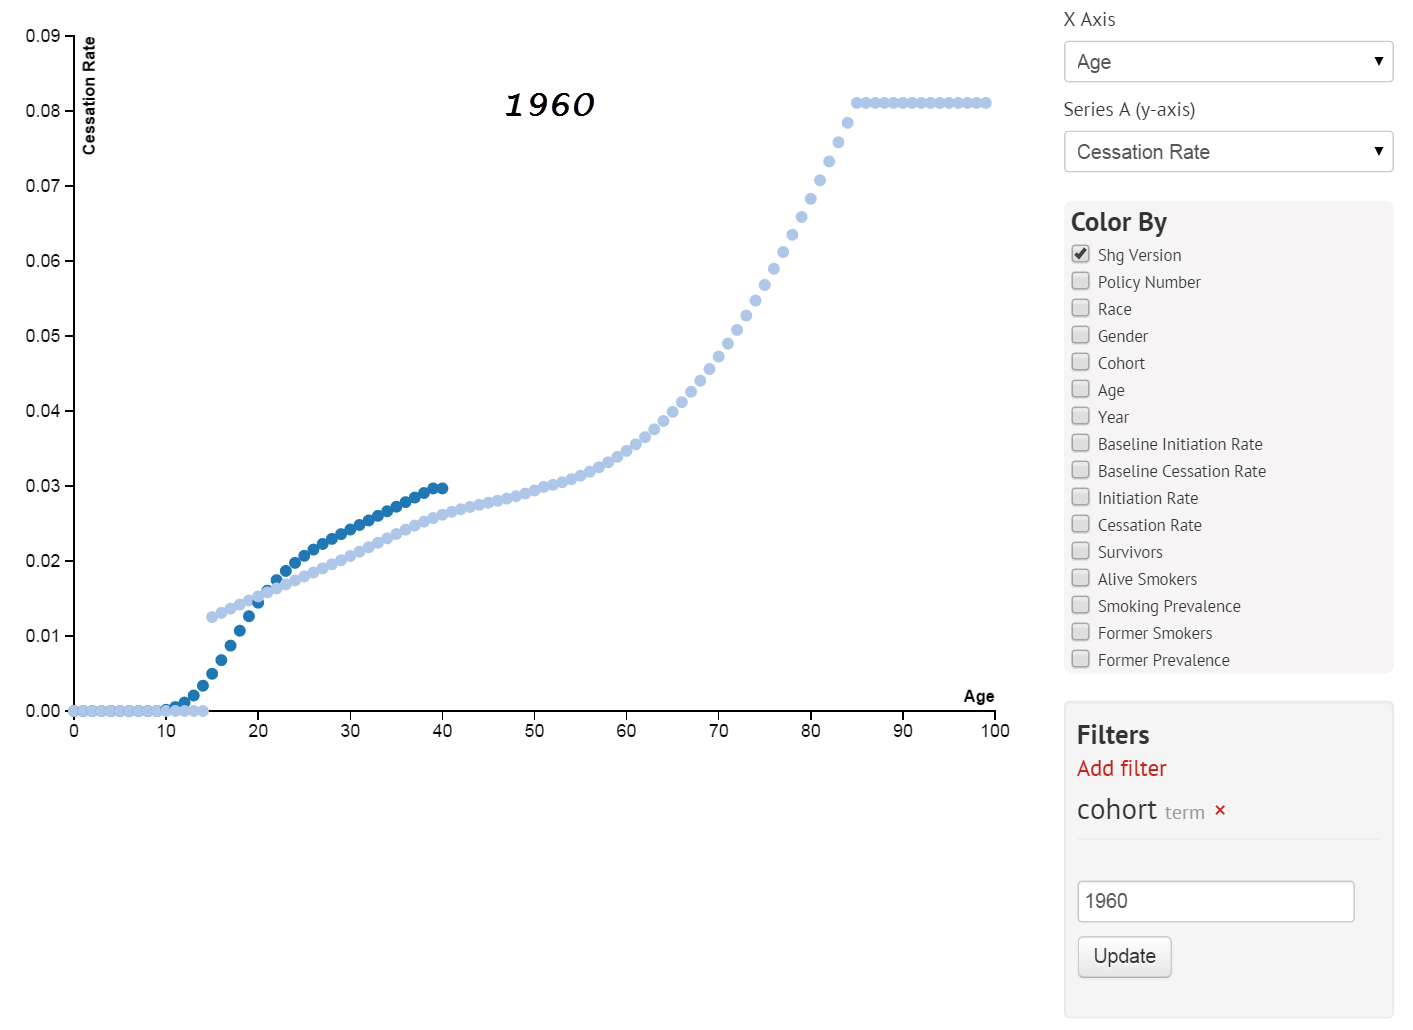 0.09
0.08
0.07
0.06
0.05
0.04
0.03
0.02
0.01
0.00
Cessation Rate
1960
Age
0 10 20 30 40 50 60 70 80 90 100
X Axis
Age
Series A (y-axis)
Cessation Rate
Color By
Shg Version
Policy Number
Race
Gender
Cohort
Age
Year
Baseline Initiation Rate
Baseline Cessation Rate
Initiation Rate
Cessation Rate
Survivors
Alive Smokers
Smoking Prevalence
Former Smokers
Former Prevalence
Filters
Add filter
cohort term ×
1960
Update